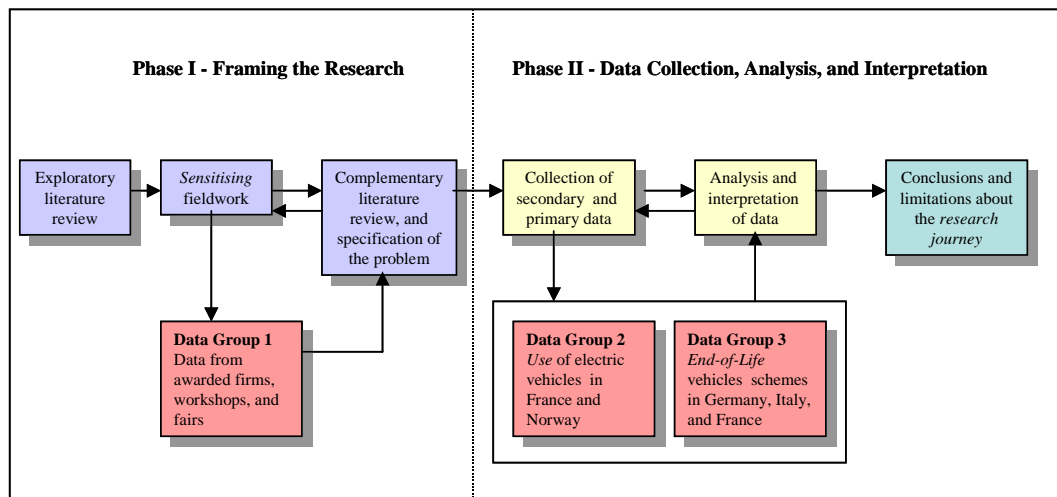 Phase I - Framing the Research
Phase II - Data Collection, Analysis, and Interpretation
Exploratory
literature
review
Sensitising
fieldwork
Complementary
literature
review, and
specification of
the problem
Collection of
secondary and
primary data
Analysis and
interpretation
of data
Conclusions and
limitations about
the research
journey
Data Group 1
Data from
awarded firms,
workshops, and
fairs
Data Group 2
Use of electric
vehicles in
France and
Norway
Data Group 3
End-of-Life
vehicles schemes
in Germany, Italy,
and France